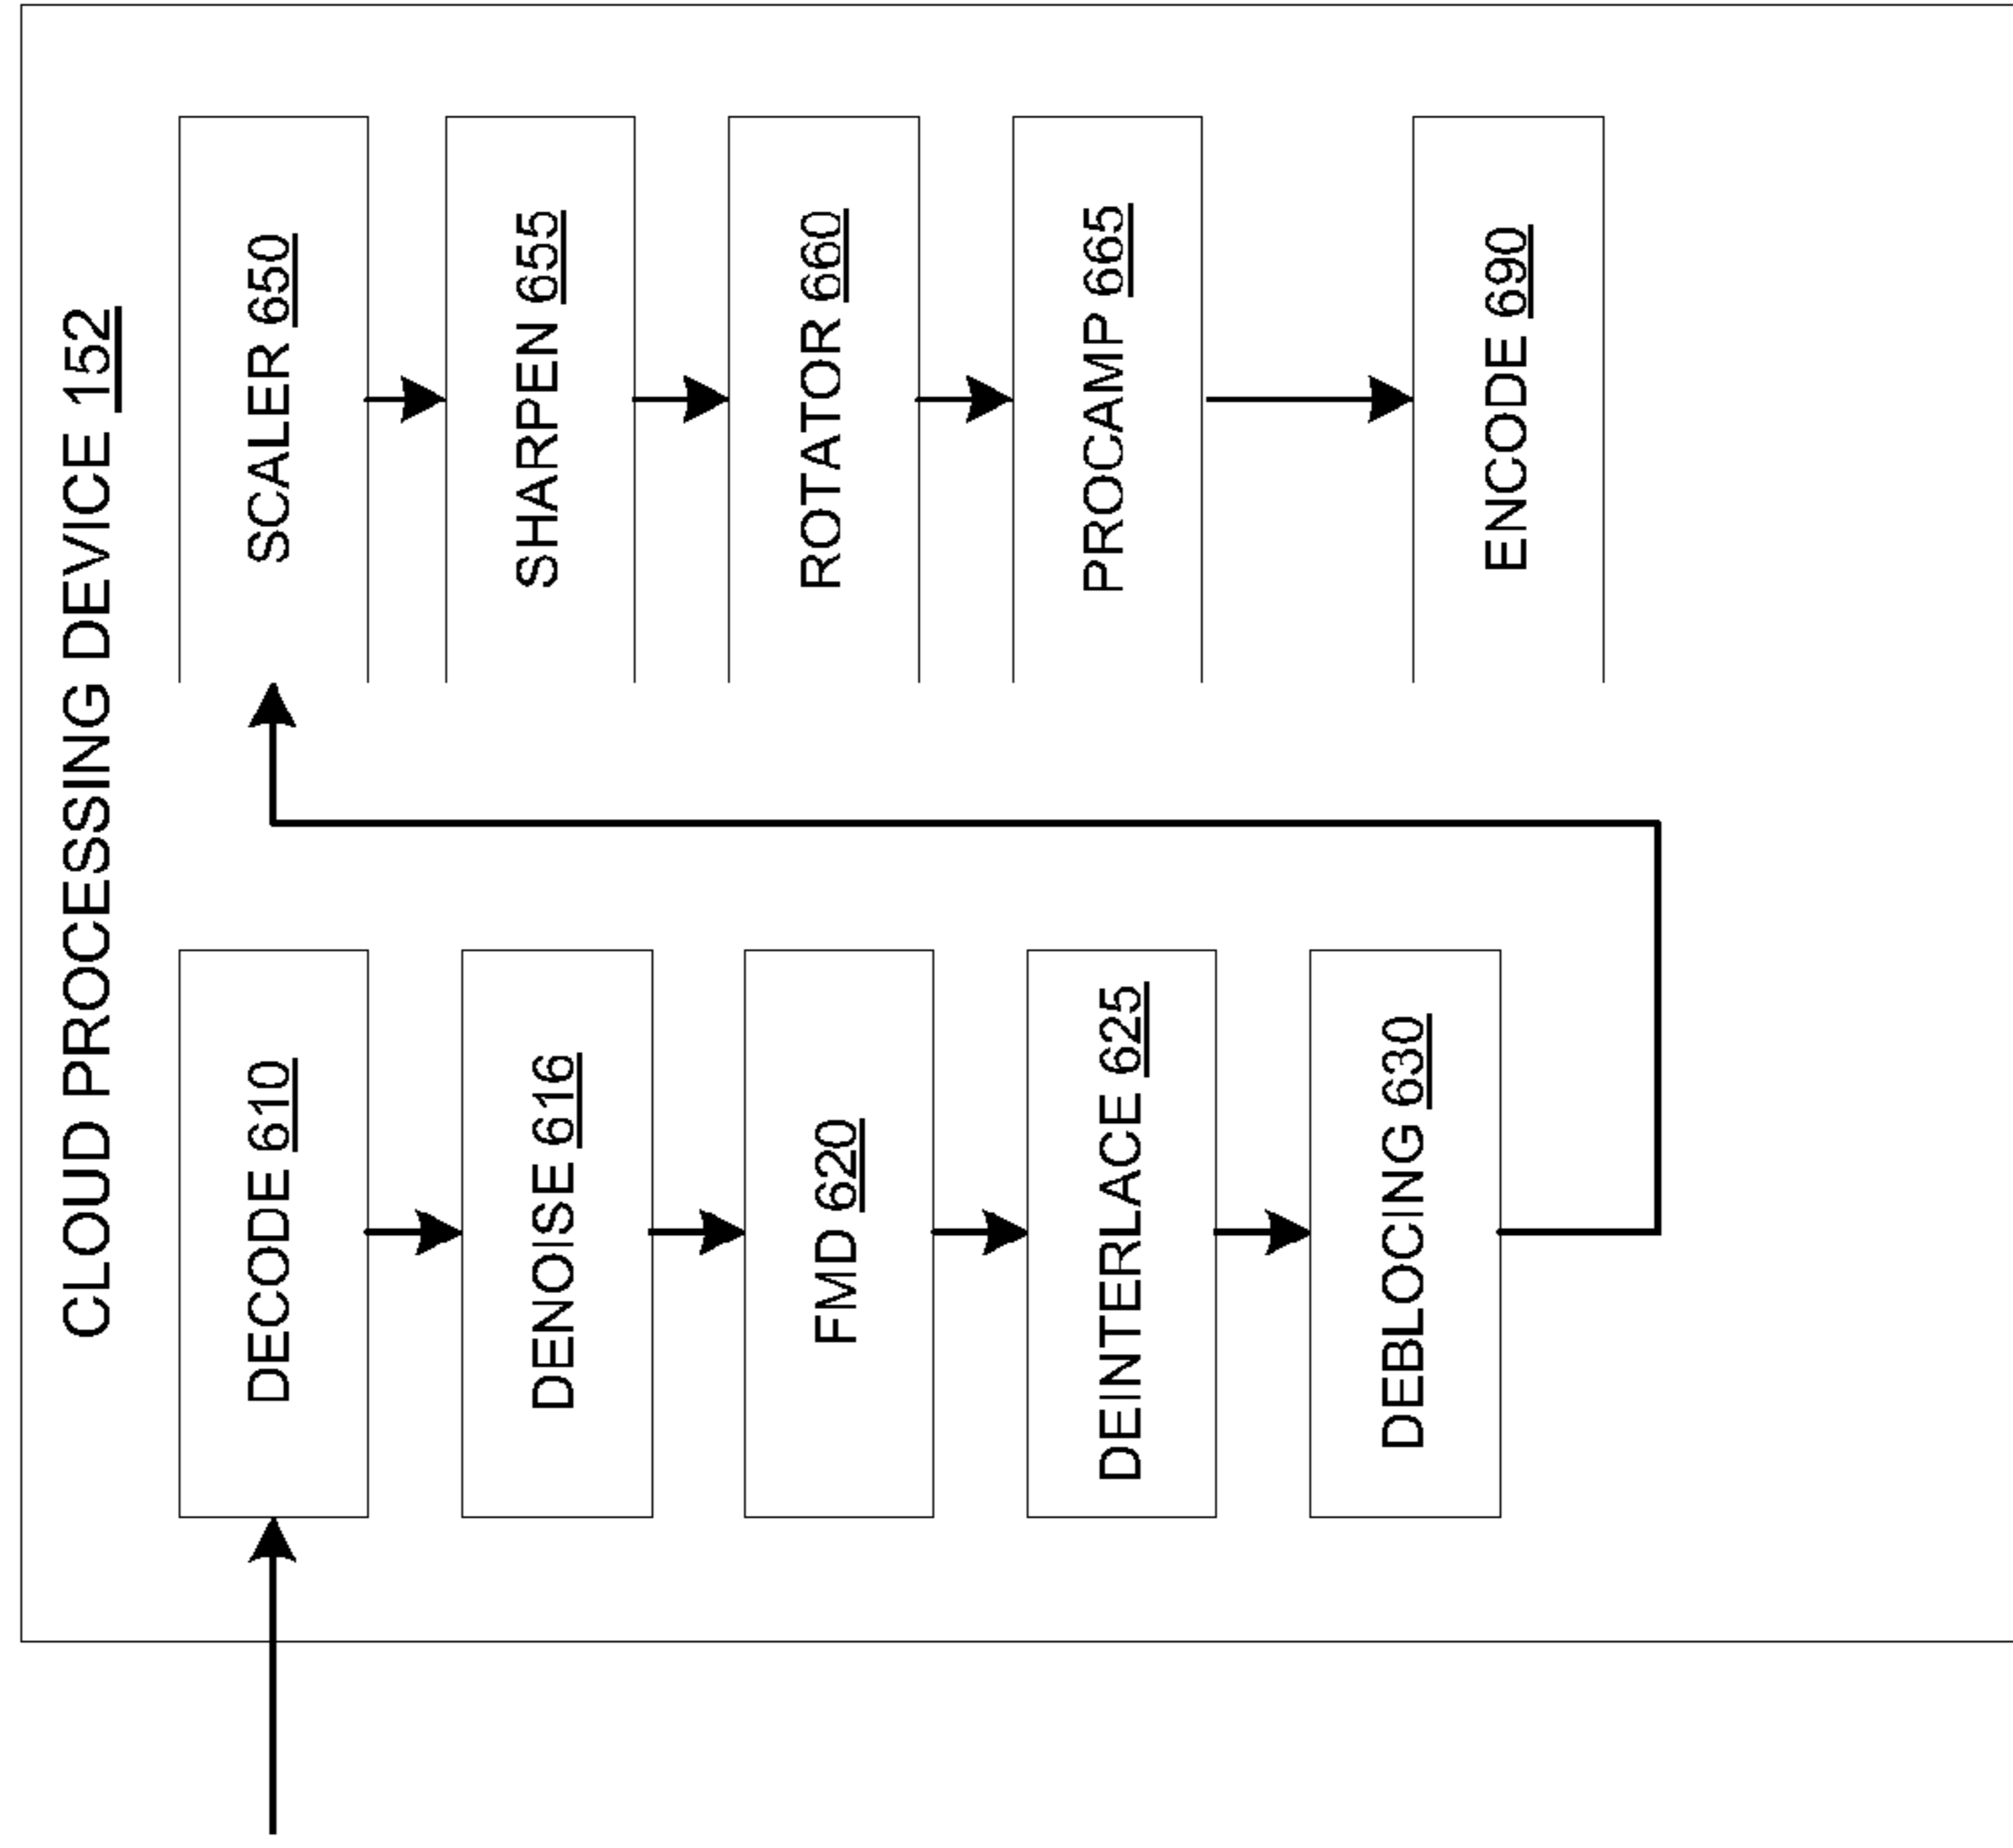 CLOUD PROCESSING DEVICE 152
DECODE 610
DENOISE 616
FMD 620
DEINTERLACE 625
DEBLOCING 630
SCALER 650
SHARPEN 655
ROTATOR 660
PROCAMP 665
ENCODE 690